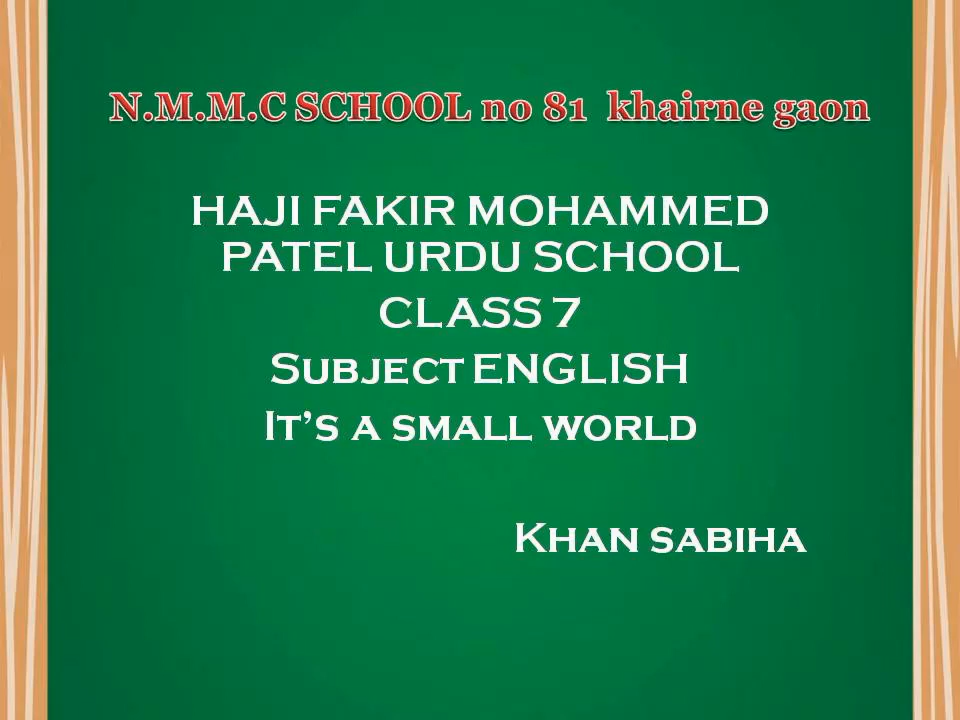 N.M.M.C SCHOOL no 81 khairne gaon
HAJI FAKIR MOHAMMED
PATEL URDU SCHOOL
CLASS 7
SUBJECT ENGLISH
IT'S A SMALL WORLD
KHAN SABIHA